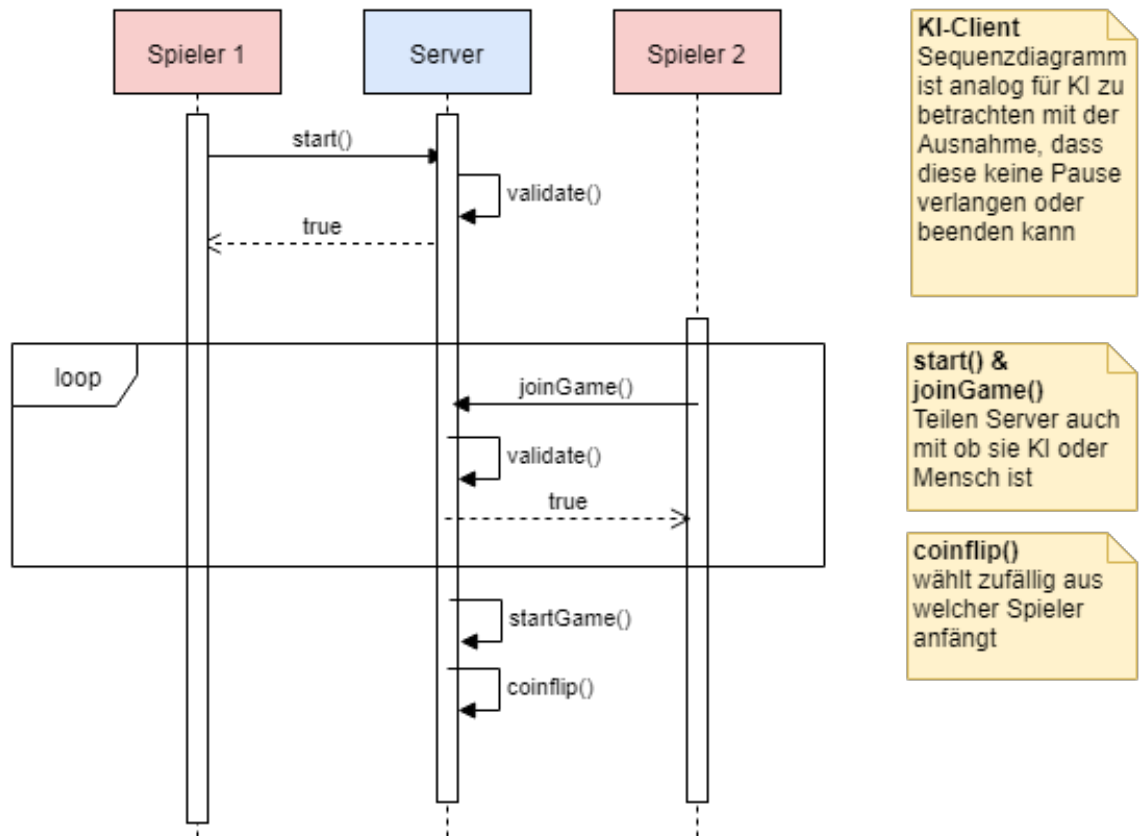 Spieler 1
Server
Spieler 2
start()
validate()
true
loop
joinGame()
validate()
true
startGame()
coinflip()
KI-Client
Sequenzdiagramm
ist analog für KI zu
betrachten mit der
Ausnahme, dass
diese keine Pause
verlangen oder
beenden kann
start() &
joinGame()
Teilen Server auch
mit ob sie KI oder
Mensch ist
coinflip()
wählt zufällig aus
welcher Spieler
anfängt